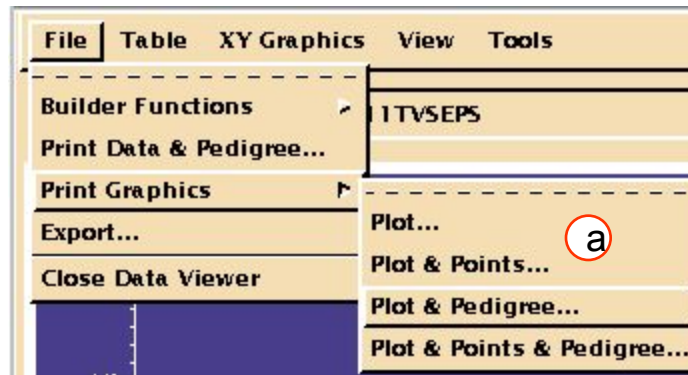 File Table XY Graphics View Tools
Builder Functions
11TVSEPS
Print Data & Pedigree...
Print Graphics
Export...
Close Data Viewer
Plot...
a
Plot & Points...
Plot & Pedigree...
Plot & Points & Pedigree...